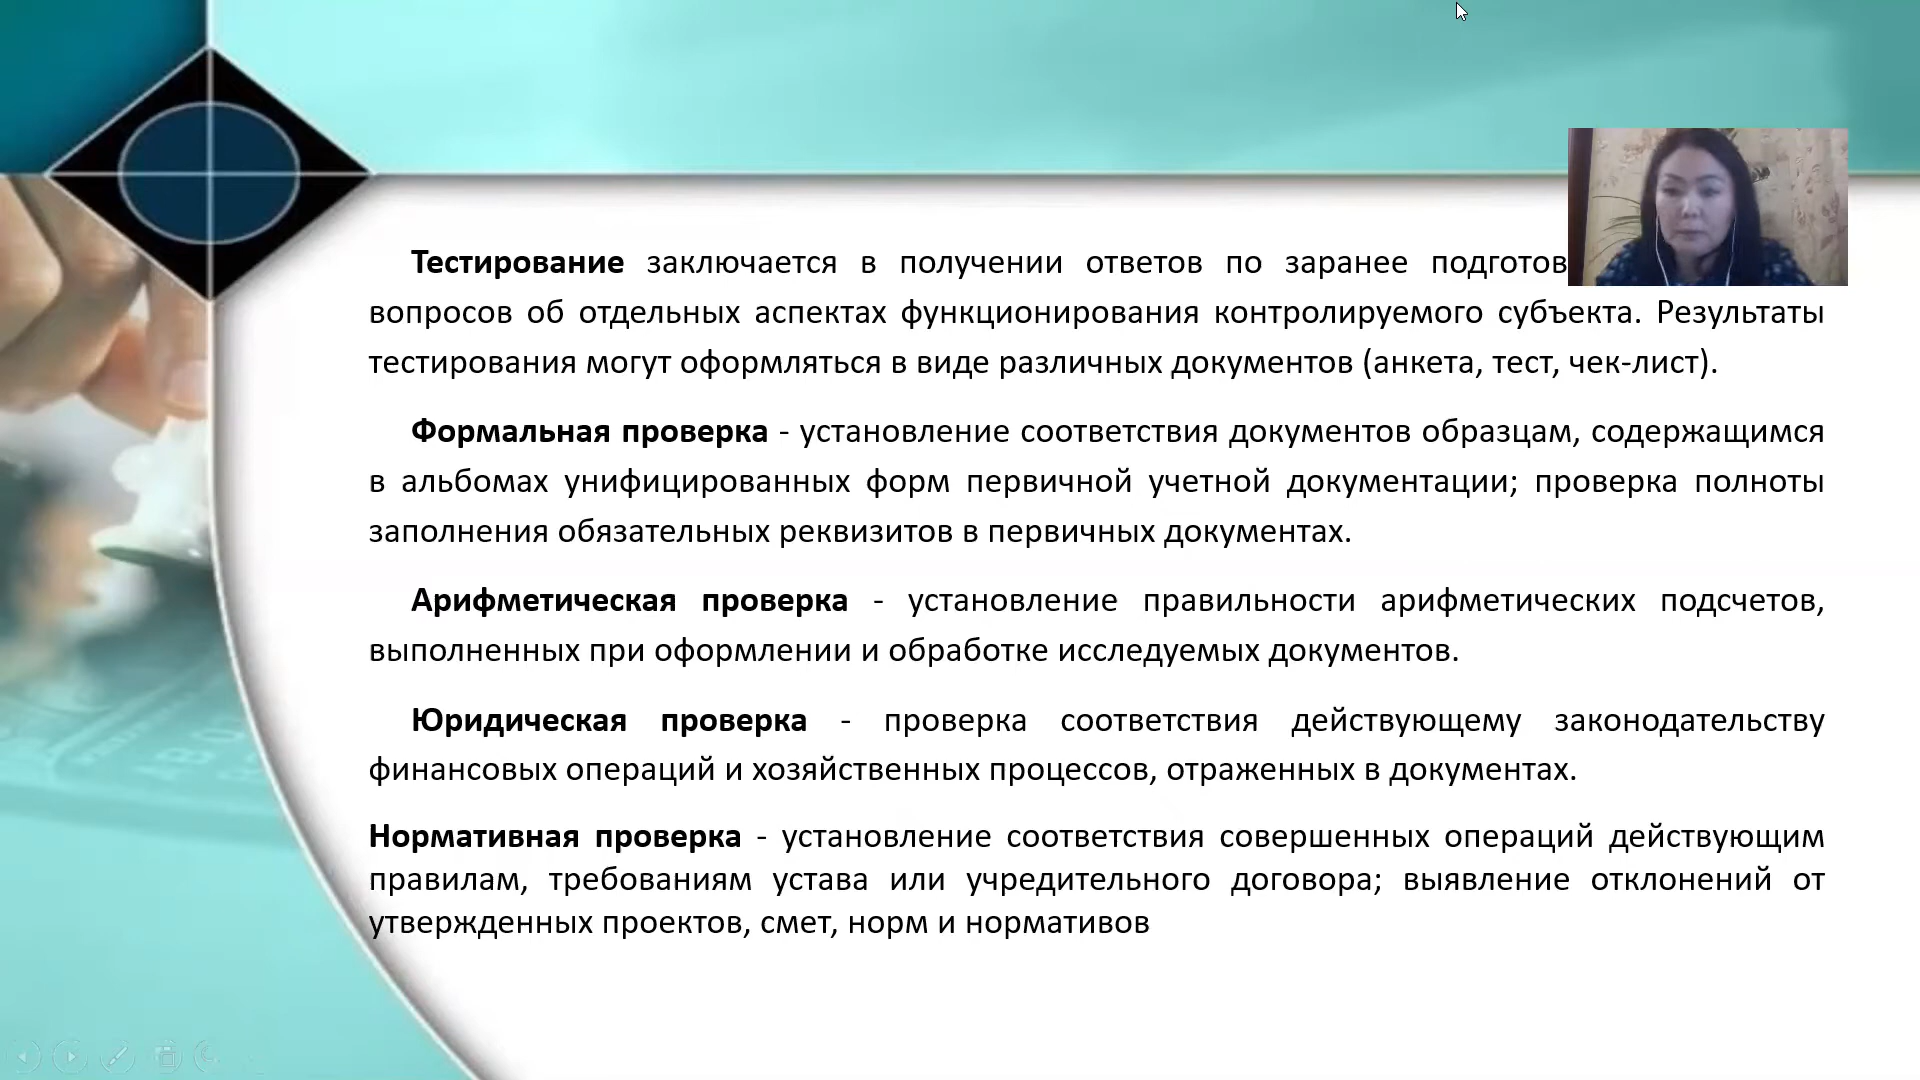 Тестирование заключается в получении ответов по заранее
вопросов об отдельных аспектах функционирования контролируемого субъекта. Результаты
тестирования могут оформляться в виде различных документов (анкета, тест, чек-лист).
Формальная проверка - установление соответствия документов образцам, содержащимся
в альбомах унифицированных форм первичной учетной документации; проверка полноты
заполнения обязательных реквизитов в первичных документах.
Арифметическая проверка - установление правильности арифметических подсчетов,
выполненных при оформлении и обработке исследуемых документов.
Юридическая проверка - проверка соответствия действующему законодательству
финансовых операций и хозяйственных процессов, отраженных в документах.
Нормативная проверка - установление соответствия совершенных операций действующим
правилам, требованиям устава или учредительного договора; выявление отклонений от
утвержденных проектов, смет, норм и нормативов